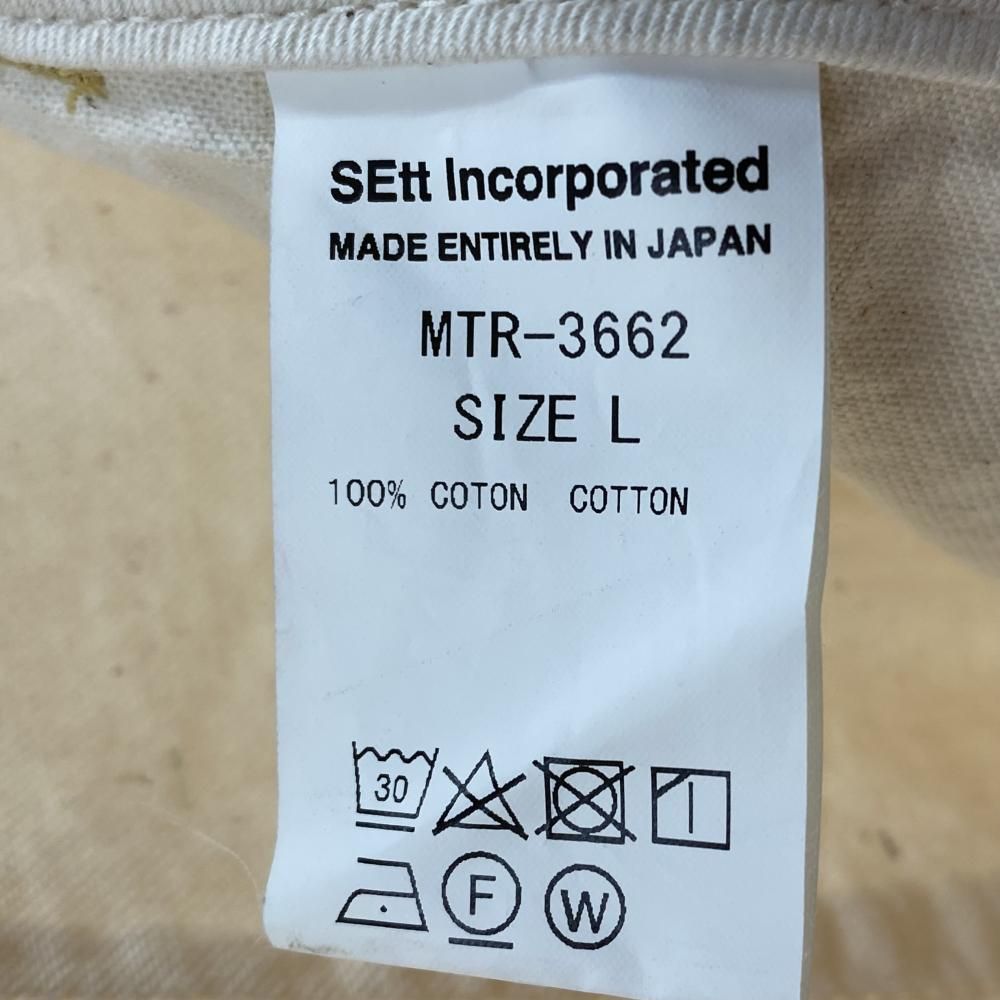 SEtt Incorporated
MADE ENTIRELY IN JAPAN
MTR-3662
SIZE L
100% COTON COTTON
30
F W